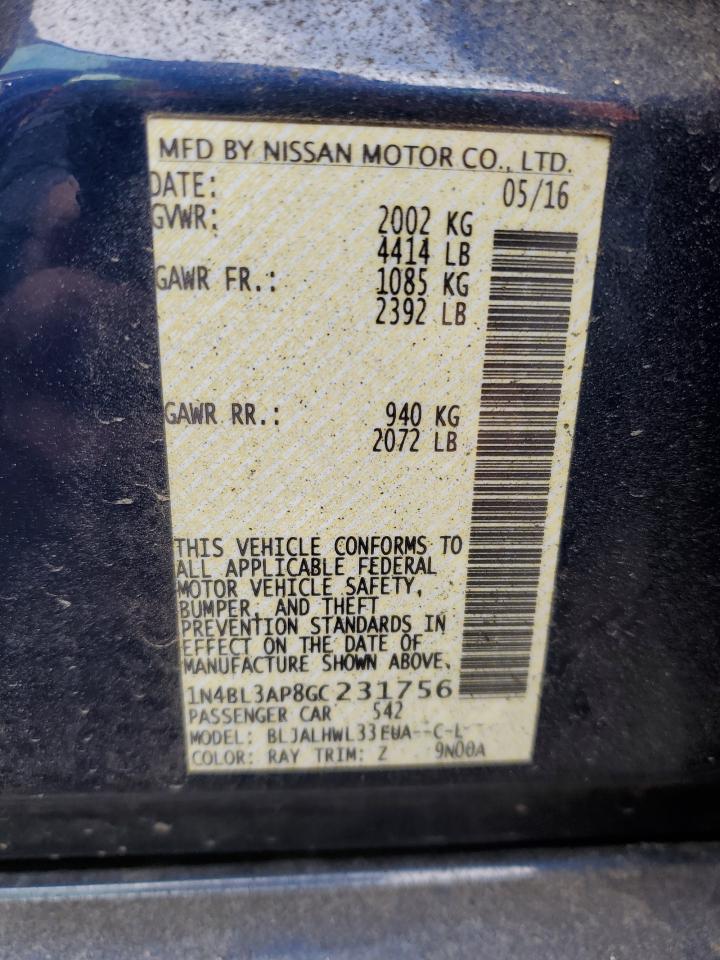 MFD BY NISSAN MOTOR CO., LTD.
DATE: 05/16
GVWR: 2002 KG
4414 LB
GAWR FR.: 1085 KG
2392 LB
GAWR RR.: 940 KG
2072 LB
THIS VEHICLE CONFORMS TO
ALL APPLICABLE FEDERAL
MOTOR VEHICLE SAFETY,
BUMPER, AND THEFT
PREVENTION STANDARDS IN
EFFECT ON THE DATE OF
MANUFACTURE SHOWN ABOVE.
1N4BL3AP8GC231756
PASSENGER CAR 542
MODEL: BLJALHWL33EUA--C-L
COLOR: RAY TRIM: Z 9N00A